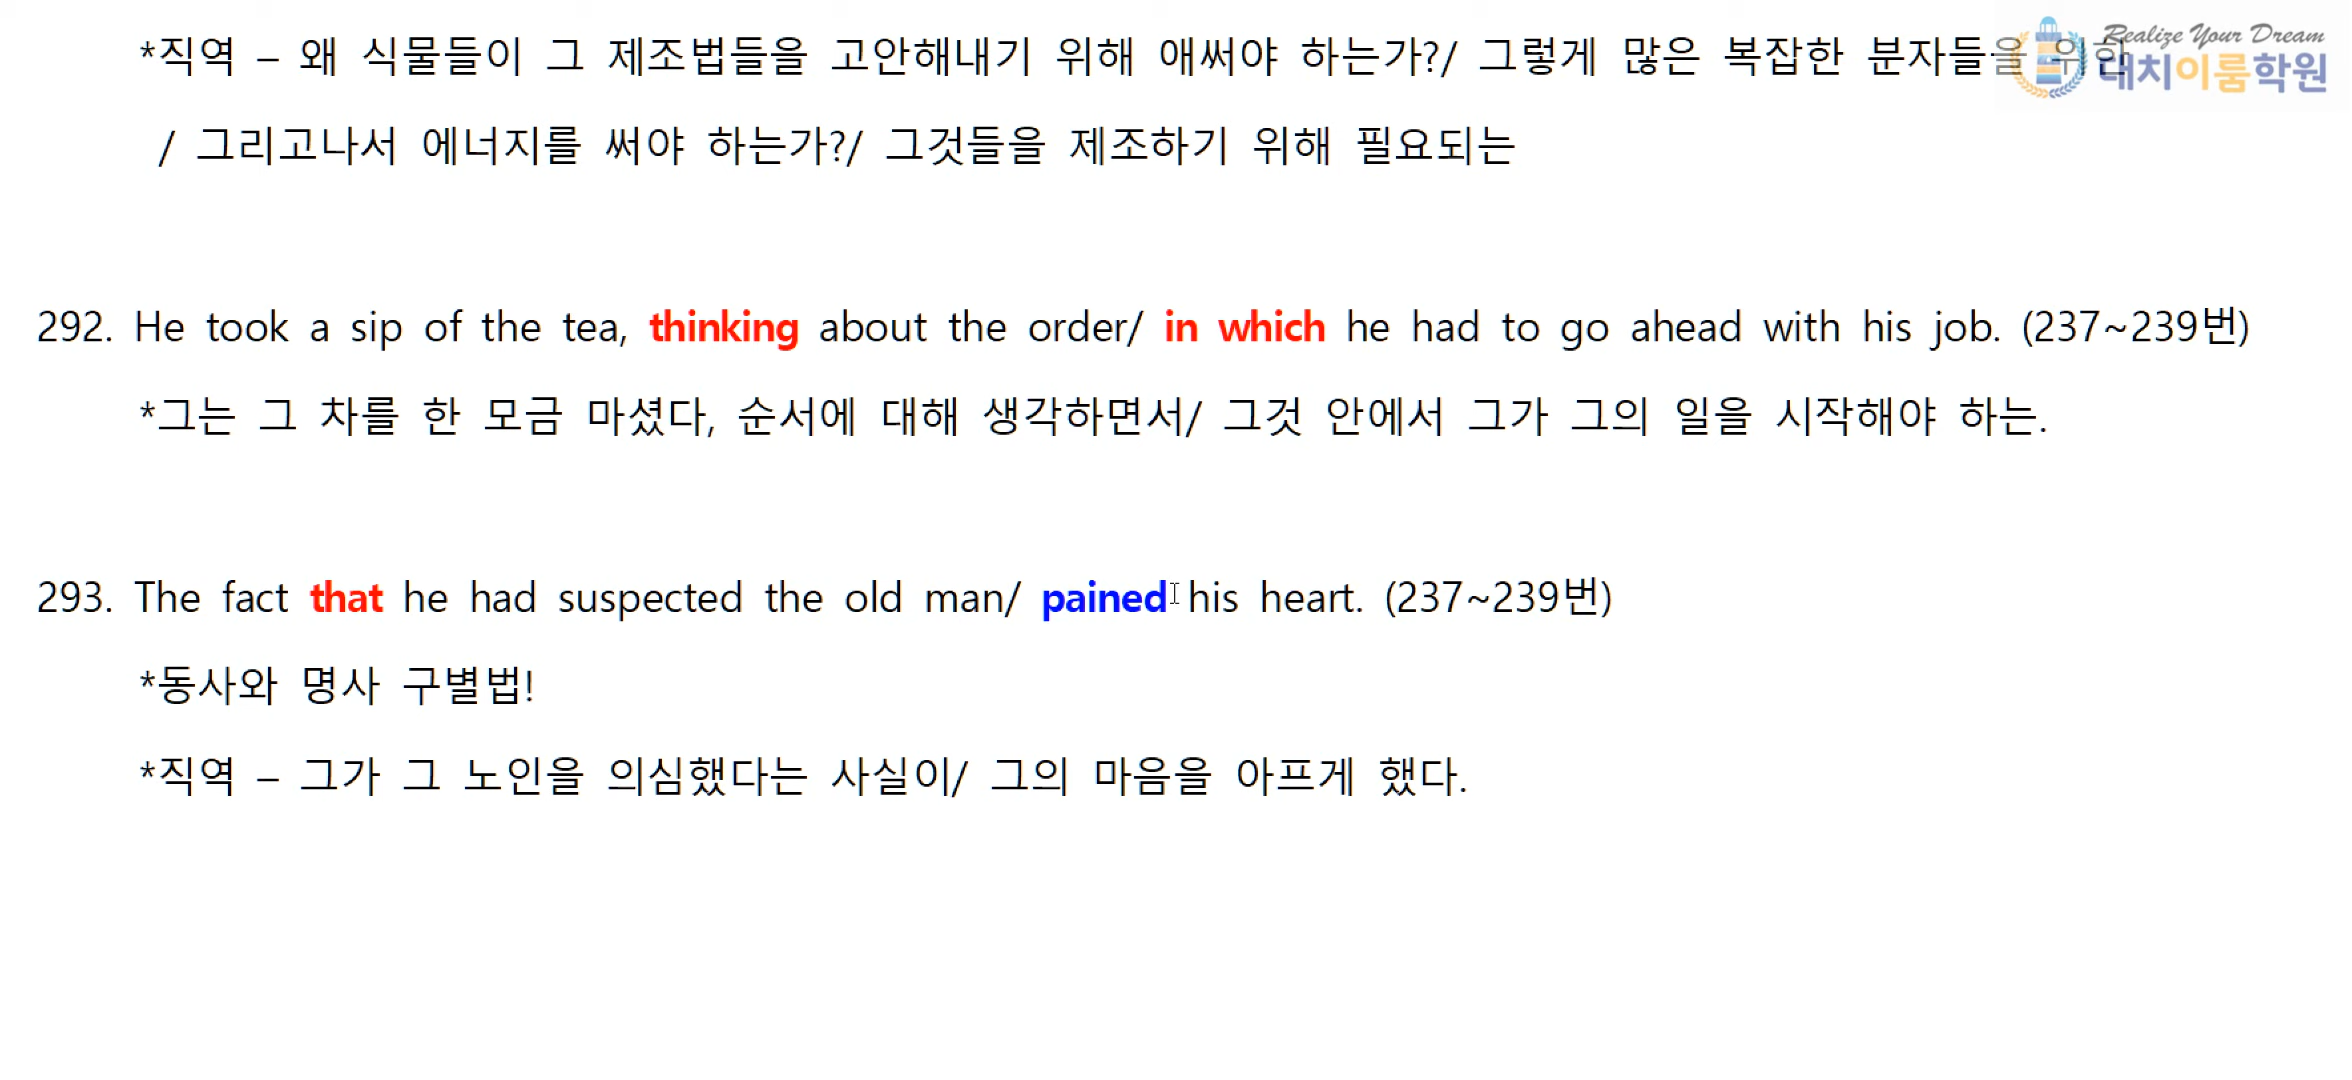 *직역 – 왜 식물들이 그 제조법들을 고안해내기 위해 애써야 하는가?/ 그렇게 많은 복잡한 분자들을 위한
Realize Your Dream
대치이룸학원
/ 그리고나서 에너지를 써야 하는가?/ 그것들을 제조하기 위해 필요되는
292. He took a sip of the tea, thinking about the order/ in which he had to go ahead with his job. (237~239번)
*그는 그 차를 한 모금 마셨다, 순서에 대해 생각하면서/ 그것 안에서 그가 그의 일을 시작해야 하는.
293. The fact that he had suspected the old man/ pained his heart. (237~239번)
*동사와 명사 구별법!
*직역 – 그가 그 노인을 의심했다는 사실이/ 그의 마음을 아프게 했다.